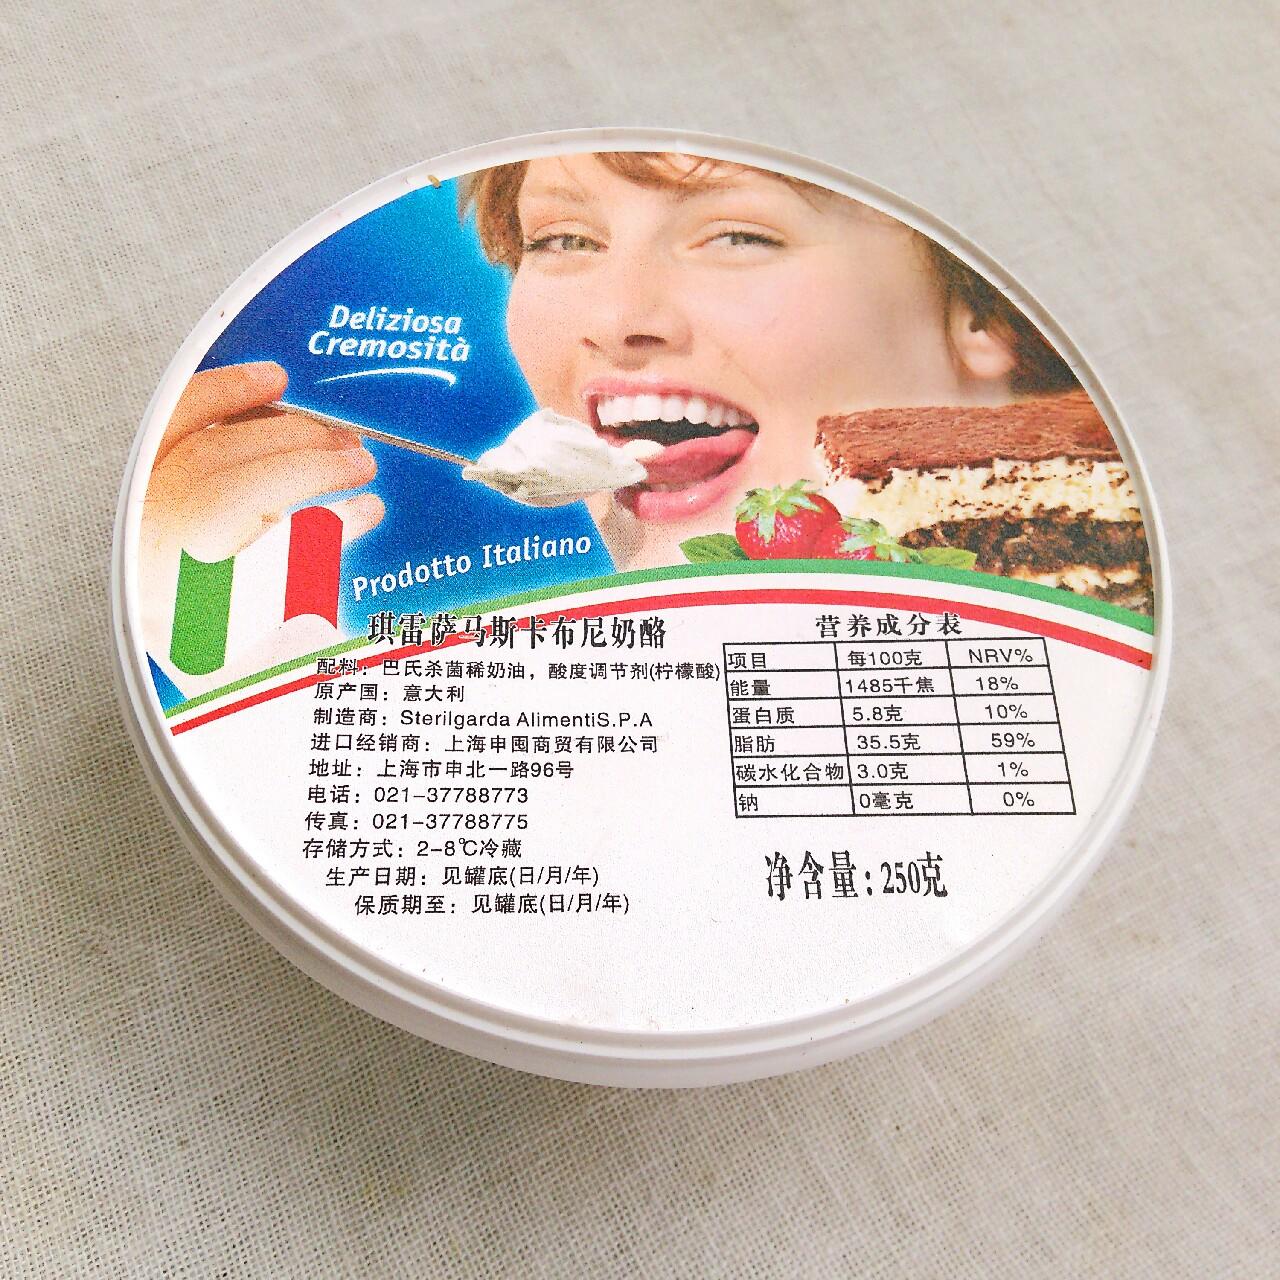 Deliziosa
Cremosità
Prodotto Italiano
琪雷萨马斯卡布尼奶酪
配料：巴氏杀菌稀奶油，酸度调节剂(柠檬酸)
原产国：意大利
制造商：Sterilgarda AlimentiS.P.A
进口经销商：上海申囤商贸有限公司
地址：上海市申北一路96号
电话：021-37788773
传真：021-37788775
存储方式：2-8℃冷藏
生产日期：见罐底(日/月/年)
保质期至：见罐底(日/月/年)
营养成分表
项目 每100克 NRV%
能量 1485千焦 18%
蛋白质 5.8克 10%
脂肪 35.5克 59%
碳水化合物 3.0克 1%
钠 0毫克 0%
净含量：250克